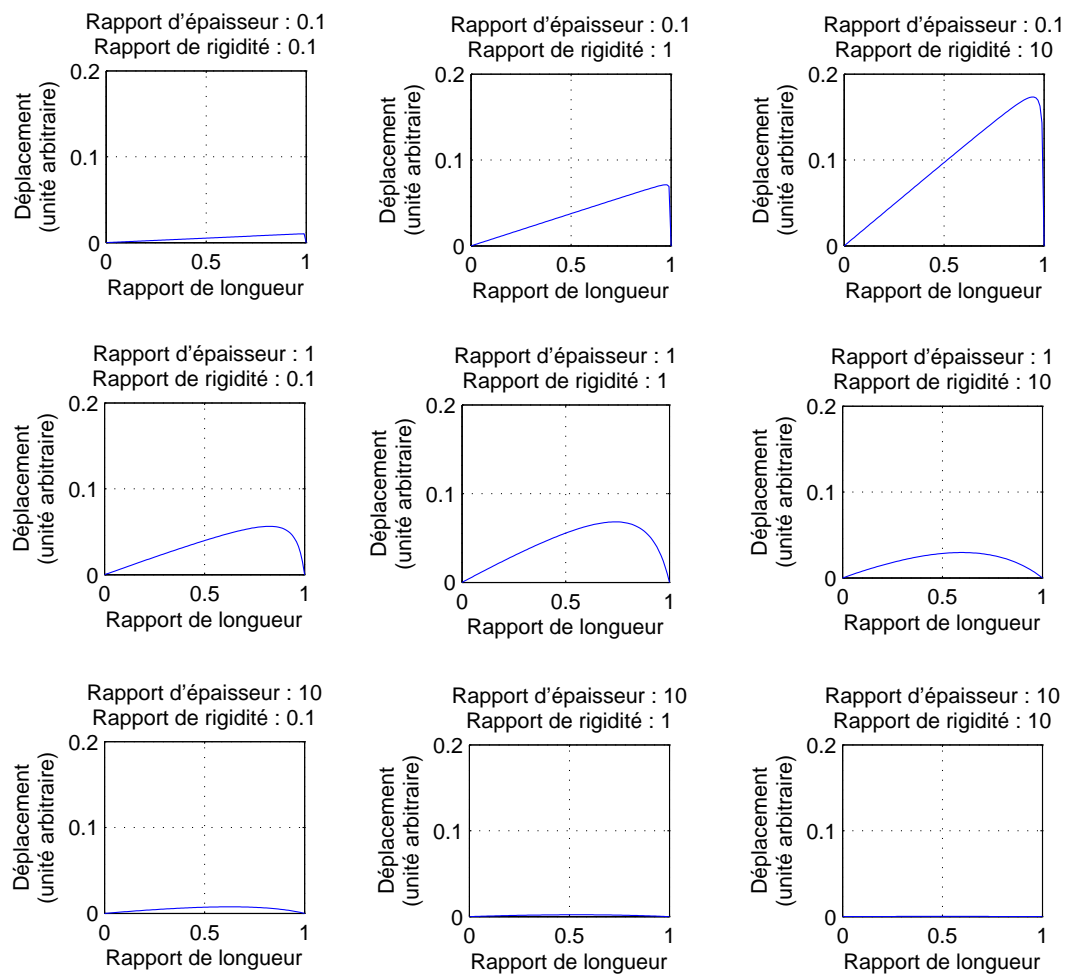 Rapport d'épaisseur : 0.1
Rapport de rigidité : 0.1
0.2
0.1
0
0 0.5 1
Déplacement
(unité arbitraire)
Rapport de longueur
Rapport d'épaisseur : 0.1
Rapport de rigidité : 1
0.2
0.1
0
0 0.5 1
Déplacement
(unité arbitraire)
Rapport de longueur
Rapport d'épaisseur : 0.1
Rapport de rigidité : 10
0.2
0.1
0
0 0.5 1
Déplacement
(unité arbitraire)
Rapport de longueur
Rapport d'épaisseur : 1
Rapport de rigidité : 0.1
0.2
0.1
0
0 0.5 1
Déplacement
(unité arbitraire)
Rapport de longueur
Rapport d'épaisseur : 1
Rapport de rigidité : 1
0.2
0.1
0
0 0.5 1
Déplacement
(unité arbitraire)
Rapport de longueur
Rapport d'épaisseur : 1
Rapport de rigidité : 10
0.2
0.1
0
0 0.5 1
Déplacement
(unité arbitraire)
Rapport de longueur
Rapport d'épaisseur : 10
Rapport de rigidité : 0.1
0.2
0.1
0
0 0.5 1
Déplacement
(unité arbitraire)
Rapport de longueur
Rapport d'épaisseur : 10
Rapport de rigidité : 1
0.2
0.1
0
0 0.5 1
Déplacement
(unité arbitraire)
Rapport de longueur
Rapport d'épaisseur : 10
Rapport de rigidité : 10
0.2
0.1
0
0 0.5 1
Déplacement
(unité arbitraire)
Rapport de longueur